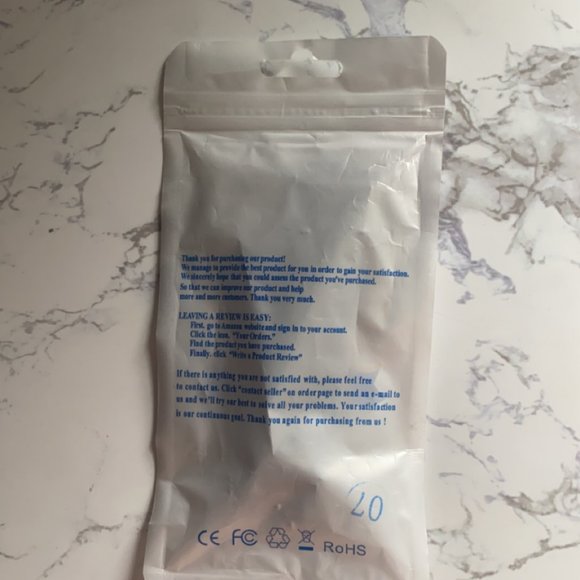 Thank you for purchasing our product!
We manage to provide the best product for you in order to gain your satisfaction.
We sincerely hope that you could assess the product you've purchased.
So that we can improve our product and help
more and more customers. Thank you very much.
LEAVING A REVIEW IS EASY:
First, go to Amazon website and sign in to your account.
Click the icon, "Your Orders."
Find the product you have purchased.
Finally, click "Write a Product Review"
If there is anything you are not satisfied with, please feel free
to contact us. Click "contact seller" on order page to send an e-mail to
us and we'll try our best to solve all your problems. Your satisfaction
is our continuous goal. Thank you again for purchasing from us !
20
CE FC RoHS